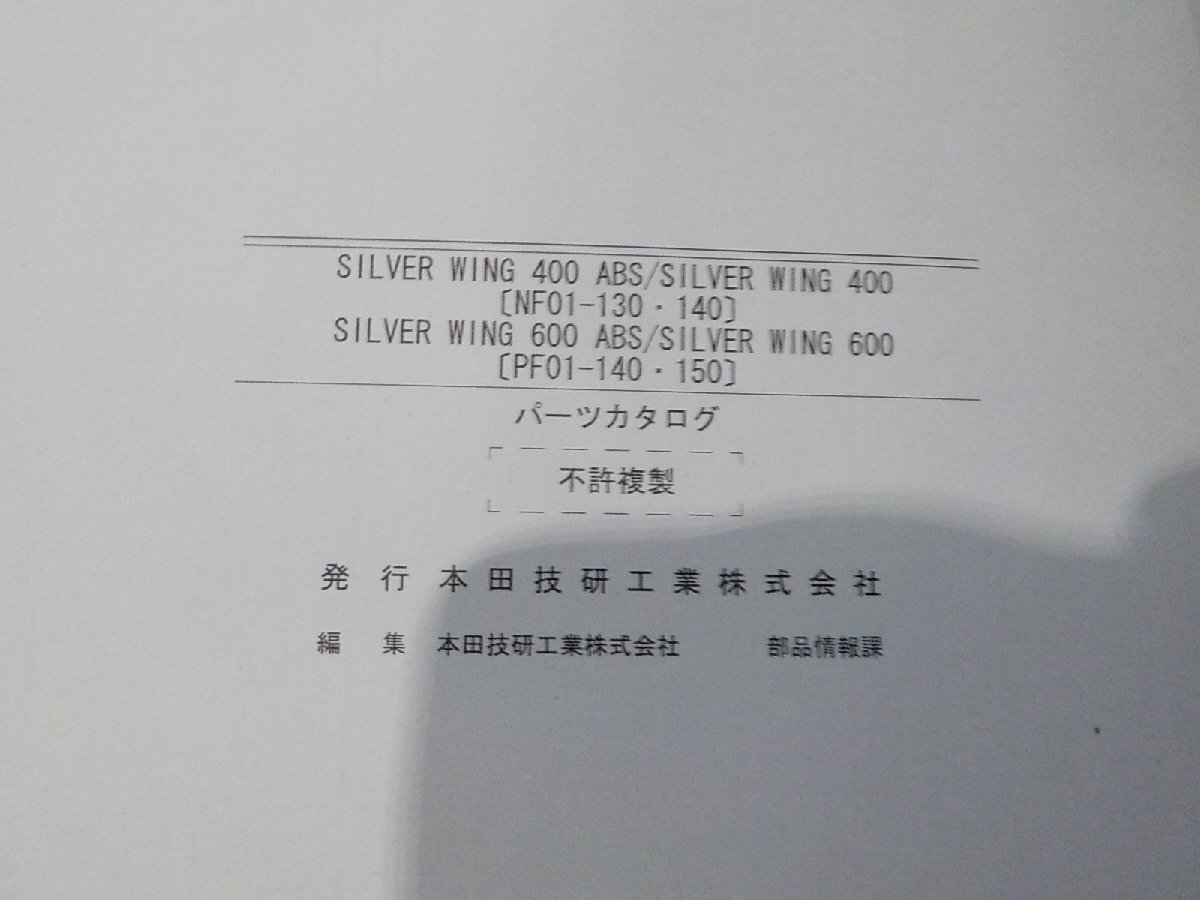 SILVER WING 400 ABS/SILVER WING 400
〔NF01-130・140〕
SILVER WING 600 ABS/SILVER WING 600
〔PF01-140・150〕
パーツカタログ
不許複製
発 行 本田技研工業株式会社
編 集 本田技研工業株式会社 部品情報課